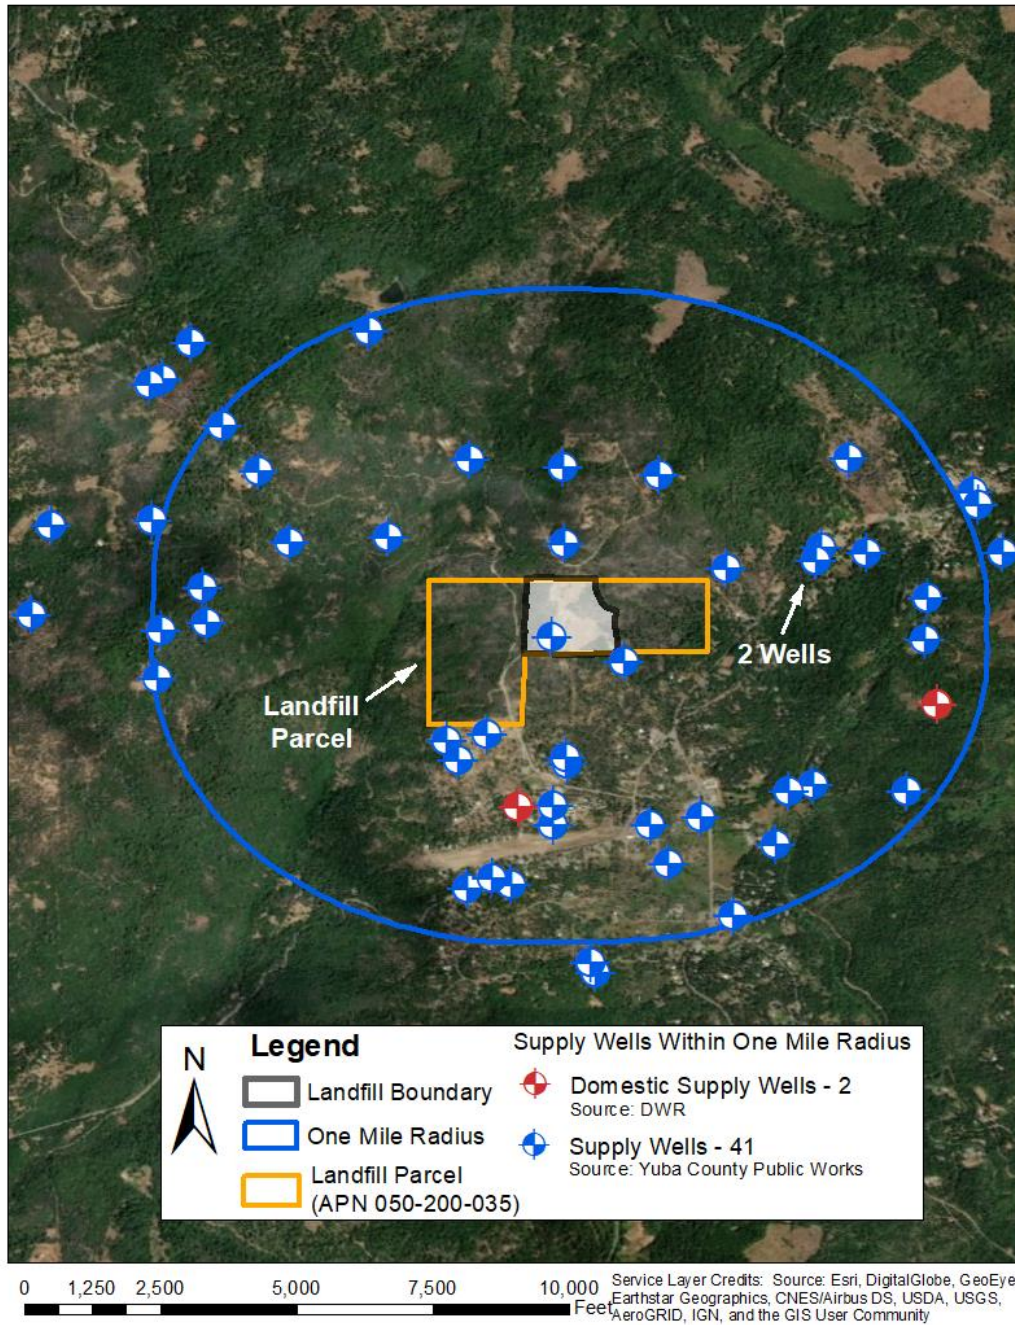 2 Wells
Landfill
Parcel
N
Legend
Landfill Boundary
One Mile Radius
Landfill Parcel
(APN 050-200-035)
Supply Wells Within One Mile Radius
Domestic Supply Wells - 2
Source: DWR
Supply Wells - 41
Source: Yuba County Public Works
0 1,250 2,500 5,000 7,500 10,000
Feet
Service Layer Credits: Source: Esri, DigitalGlobe, GeoEye,
Earthstar Geographics, CNES/Airbus DS, USDA, USGS,
AeroGRID, IGN, and the GIS User Community